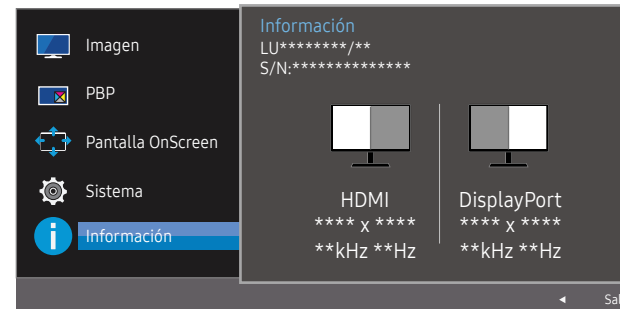 Imagen
PBP
Pantalla OnScreen
Sistema
Información
Información
LU********/**
S/N:**************
HDMI
**** x ****
**kHz **Hz
DisplayPort
**** x ****
**kHz **Hz